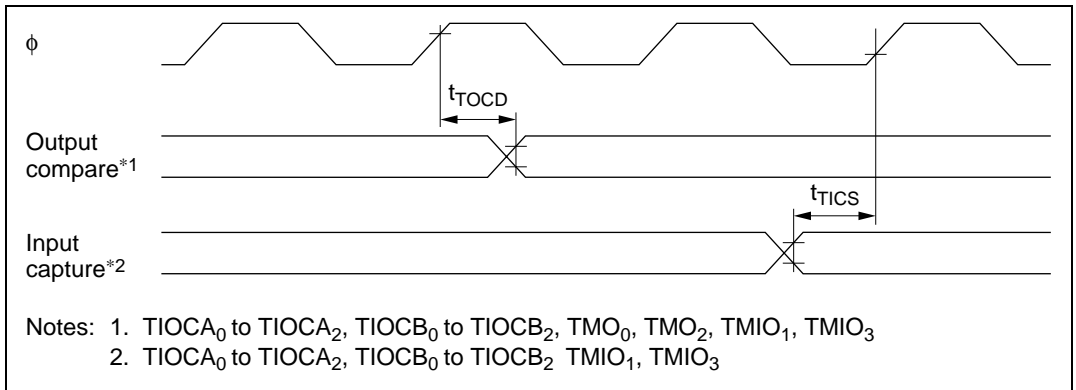 φ
t_TOCD
Output
compare*1
t_TICS
Input
capture*2
Notes: 1. TIOCA₀ to TIOCA₂, TIOCB₀ to TIOCB₂, TMO₀, TMO₂, TMIO₁, TMIO₃
2. TIOCA₀ to TIOCA₂, TIOCB₀ to TIOCB₂ TMIO₁, TMIO₃